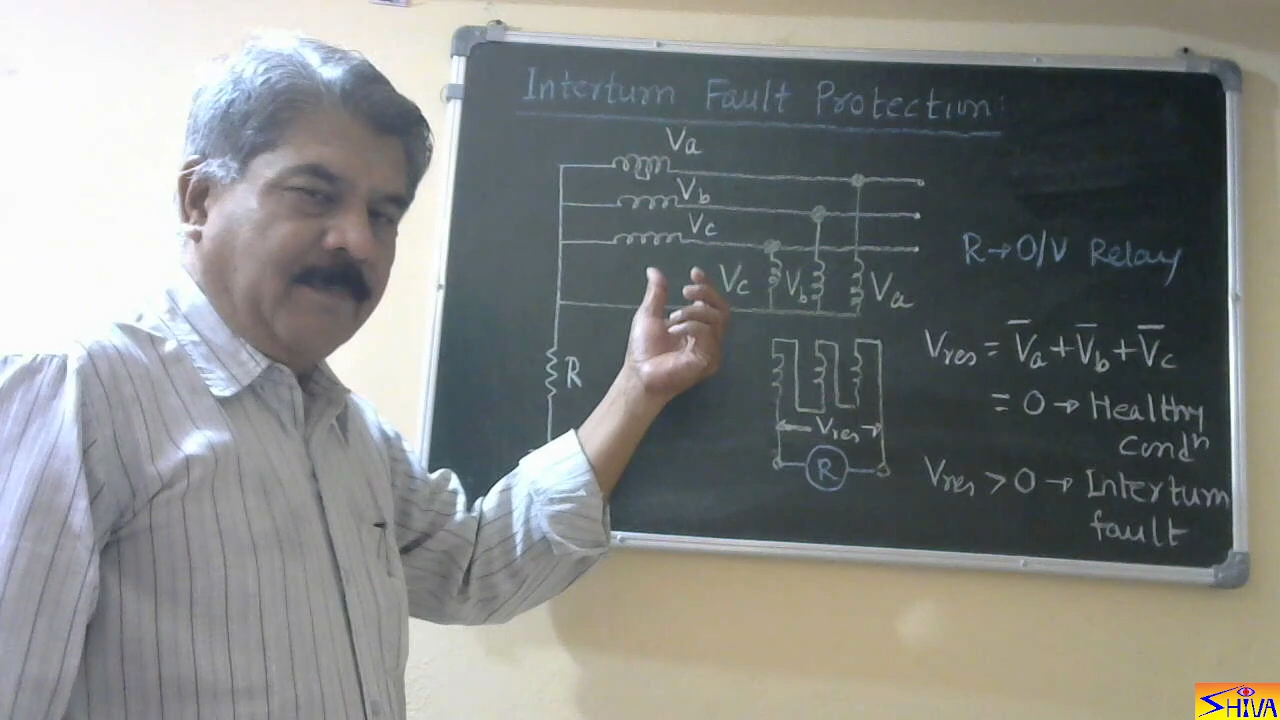 Interturn Fault Protection:
Va
Vb
Vc
Vc Vb Va
R
Vres
R
R→O/V Relay
Vres = V̅a + V̅b + V̅c
= 0 → Healthy
Condn
Vres > 0 → Interturn
fault
SHIVA